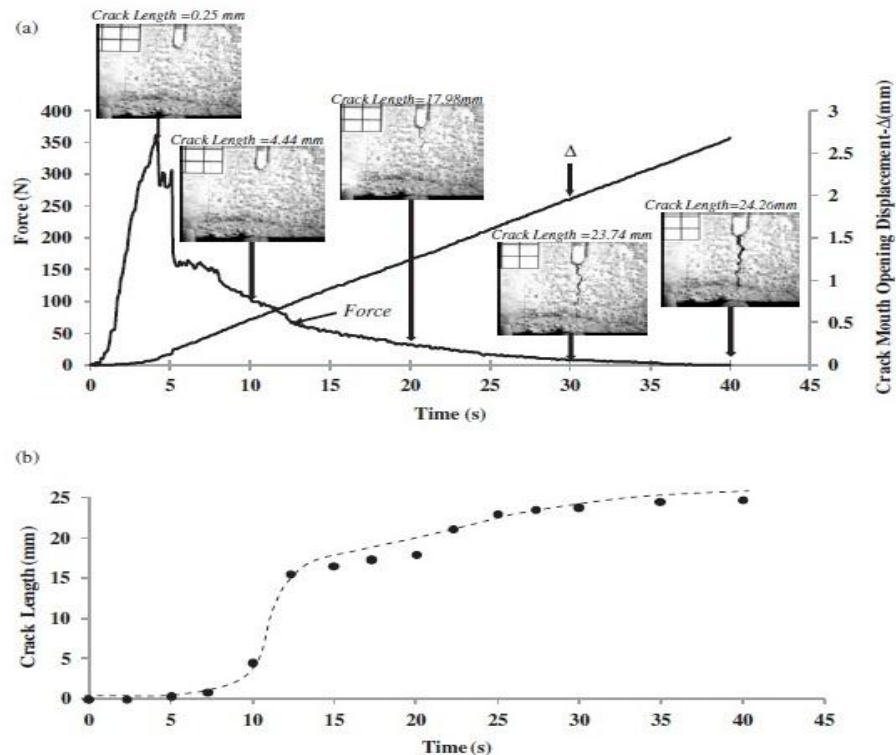 (a)
Crack Length =0.25 mm
Crack Length =4.44 mm
Crack Length=17.98mm
Crack Length =23.74 mm
Crack Length=24.26mm
Δ
Force
Force (N)
400
350
300
250
200
150
100
50
0
3
2.5
2
1.5
1
0.5
0
Crack Mouth Opening Displacement-Δ(mm)
0 5 10 15 20 25 30 35 40 45
Time (s)
(b)
Crack Length (mm)
25
20
15
10
5
0
0 5 10 15 20 25 30 35 40 45
Time (s)